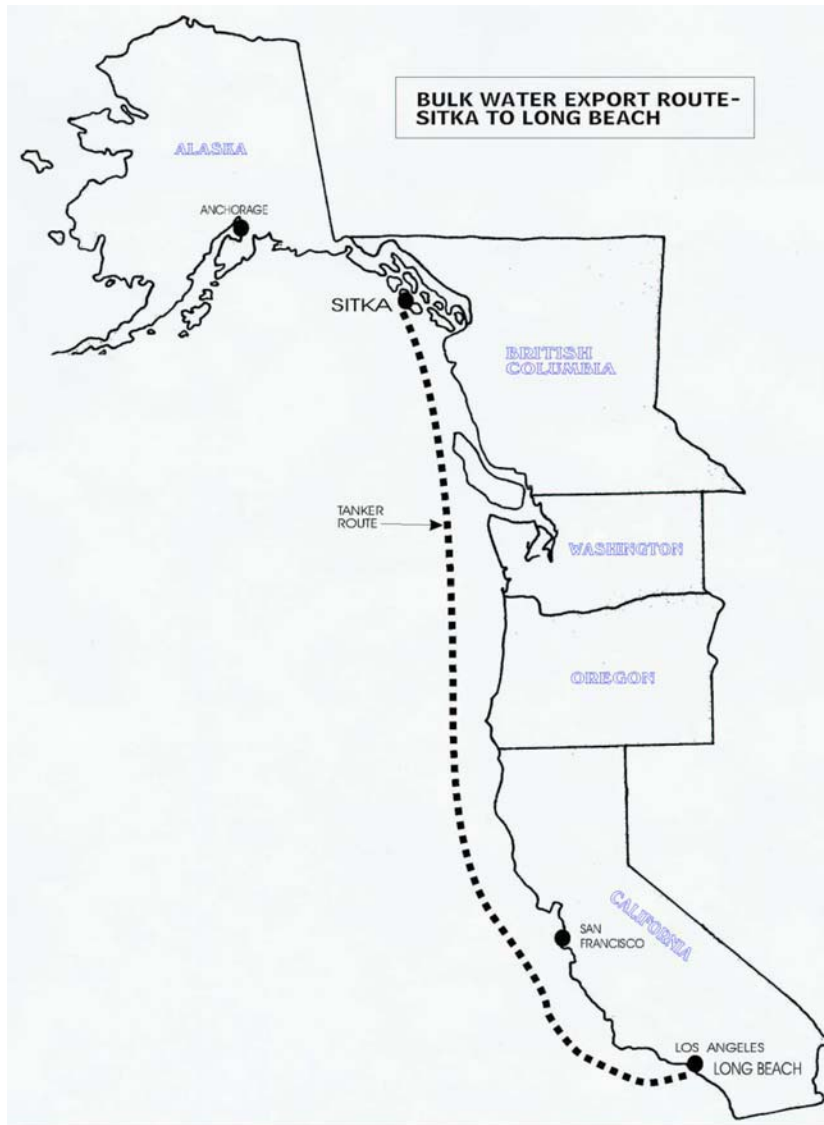 BULK WATER EXPORT ROUTE-
SITKA TO LONG BEACH
ALASKA
ANCHORAGE
SITKA
BRITISH
COLUMBIA
TANKER
ROUTE
WASHINGTON
OREGON
CALIFORNIA
SAN
FRANCISCO
LOS ANGELES
LONG BEACH